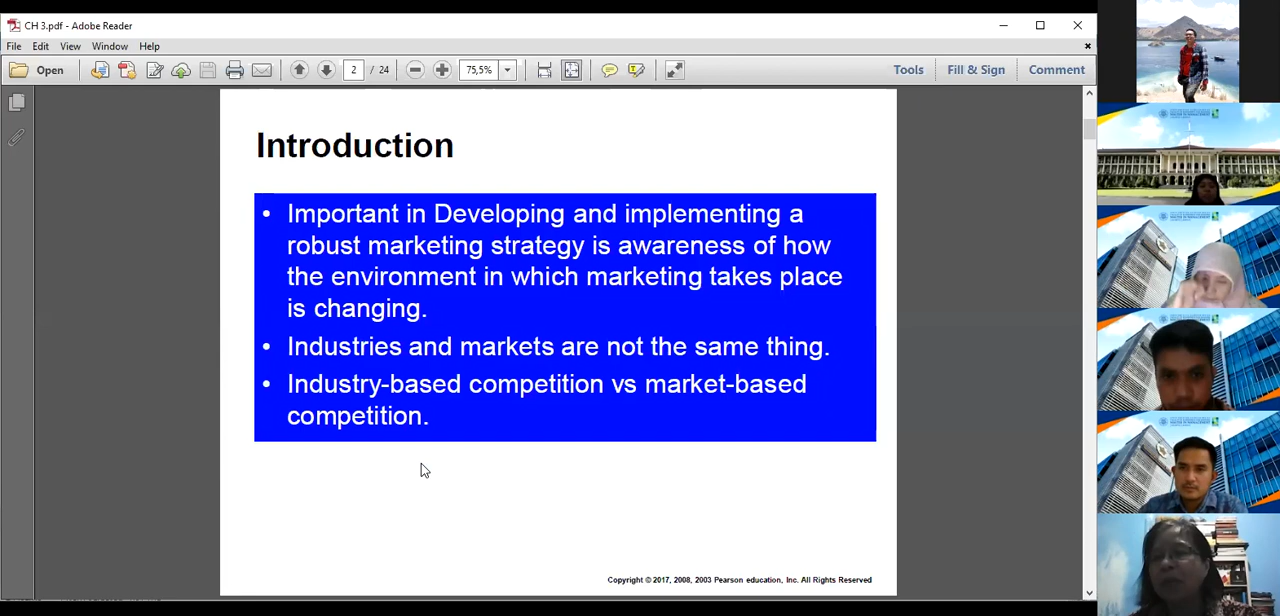 CH 3.pdf - Adobe Reader
File Edit View Window Help
Open 2 / 24 75,5% Tools Fill & Sign Comment
Introduction
• Important in Developing and implementing a
robust marketing strategy is awareness of how
the environment in which marketing takes place
is changing.
• Industries and markets are not the same thing.
• Industry-based competition vs market-based
competition.
Copyright © 2017, 2008, 2003 Pearson education, Inc. All Rights Reserved